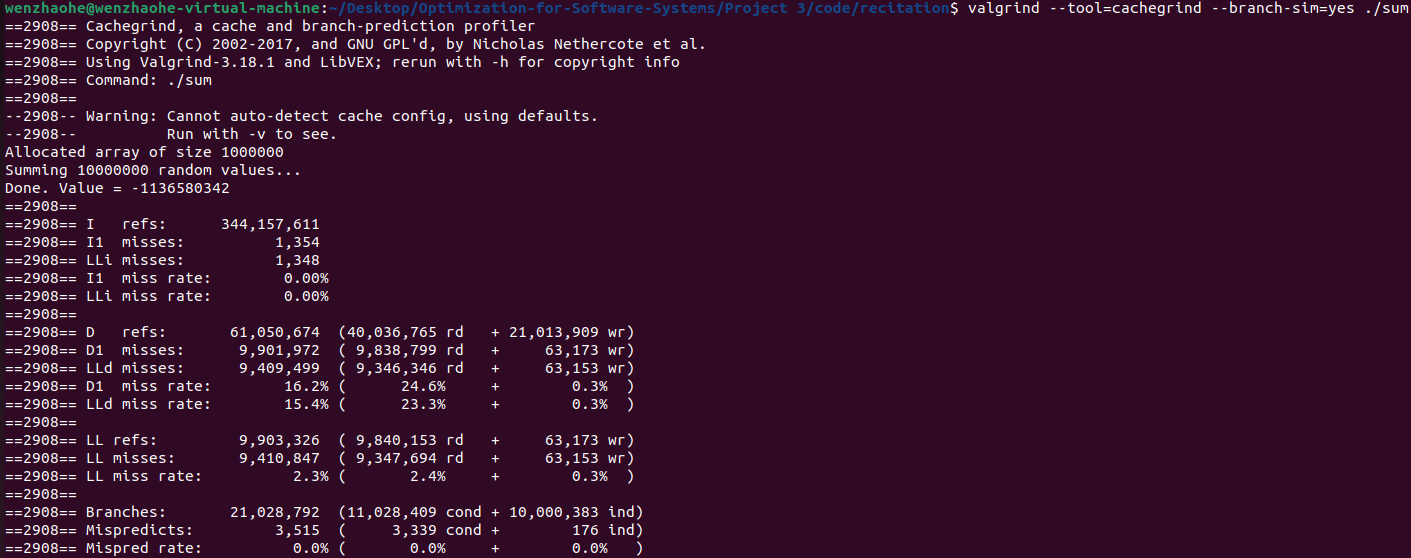 wenzhaohe@wenzhaohe-virtual-machine:~/Desktop/Optimization-for-Software-Systems/Project 3/code/recitation$ valgrind --tool=cachegrind --branch-sim=yes ./sum
==2908== Cachegrind, a cache and branch-prediction profiler
==2908== Copyright (C) 2002-2017, and GNU GPL'd, by Nicholas Nethercote et al.
==2908== Using Valgrind-3.18.1 and LibVEX; rerun with -h for copyright info
==2908== Command: ./sum
==2908==
--2908-- Warning: Cannot auto-detect cache config, using defaults.
--2908--          Run with -v to see.
Allocated array of size 1000000
Summing 10000000 random values...
Done. Value = -1136580342
==2908==
==2908== I   refs:      344,157,611
==2908== I1  misses:          1,354
==2908== LLi misses:          1,348
==2908== I1  miss rate:        0.00%
==2908== LLi miss rate:        0.00%
==2908==
==2908== D   refs:       61,050,674  (40,036,765 rd   + 21,013,909 wr)
==2908== D1  misses:      9,901,972  ( 9,838,799 rd   +     63,173 wr)
==2908== LLd misses:      9,409,499  ( 9,346,346 rd   +     63,153 wr)
==2908== D1  miss rate:        16.2% (      24.6%     +        0.3%  )
==2908== LLd miss rate:        15.4% (      23.3%     +        0.3%  )
==2908==
==2908== LL refs:         9,903,326  ( 9,840,153 rd   +     63,173 wr)
==2908== LL misses:       9,410,847  ( 9,347,694 rd   +     63,153 wr)
==2908== LL miss rate:          2.3% (       2.4%     +        0.3%  )
==2908==
==2908== Branches:       21,028,792  (11,028,409 cond + 10,000,383 ind)
==2908== Mispredicts:         3,515  (     3,339 cond +        176 ind)
==2908== Mispred rate:          0.0% (       0.0%     +        0.0%   )